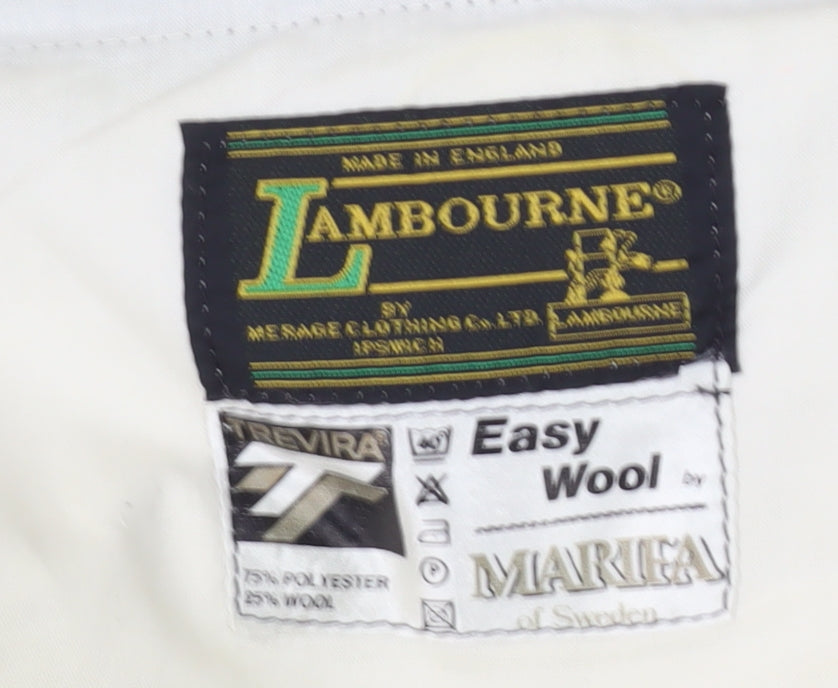 MADE IN ENGLAND
LAMBOURNE®
BY
MERAGE CLOTHING Co. LTD.
IPSWICH
LAMBOURNE
TREVIRA®
75% POLYESTER
25% WOOL
40°
P
Easy
Wool by
MARIFA
of Sweden